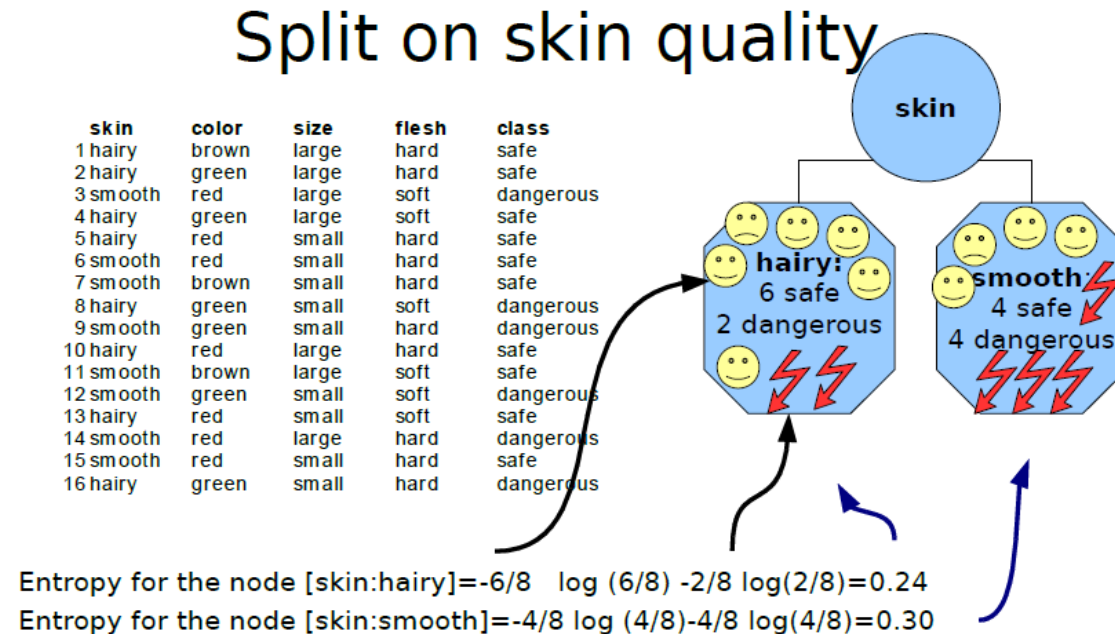 Split on skin quality
skin color size flesh class
1 hairy brown large hard safe
2 hairy green large hard safe
3 smooth red large soft dangerous
4 hairy green large soft safe
5 hairy red small hard safe
6 smooth red small hard safe
7 smooth brown small hard safe
8 hairy green small soft dangerous
9 smooth green small hard dangerous
10 hairy red large hard safe
11 smooth brown large soft safe
12 smooth green small soft dangerous
13 hairy red small soft safe
14 smooth red large hard dangerous
15 smooth red small hard safe
16 hairy green small hard dangerous
skin
hairy:
6 safe
2 dangerous
smooth:
4 safe
4 dangerous
Entropy for the node [skin:hairy]=-6/8 log (6/8) -2/8 log(2/8)=0.24
Entropy for the node [skin:smooth]=-4/8 log (4/8)-4/8 log(4/8)=0.30